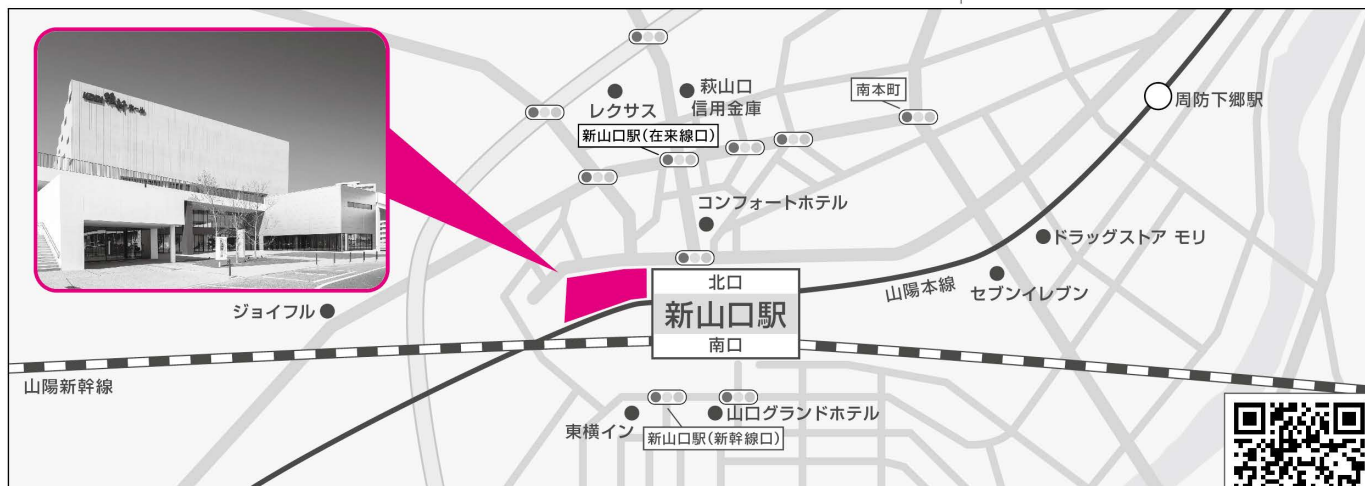 レクサス
萩山口
信用金庫
南本町
周防下郷駅
新山口駅(在来線口)
コンフォートホテル
ドラッグストア モリ
セブンイレブン
山陽本線
北口
新山口駅
南口
ジョイフル
山陽新幹線
東横イン
山口グランドホテル
新山口駅(新幹線口)